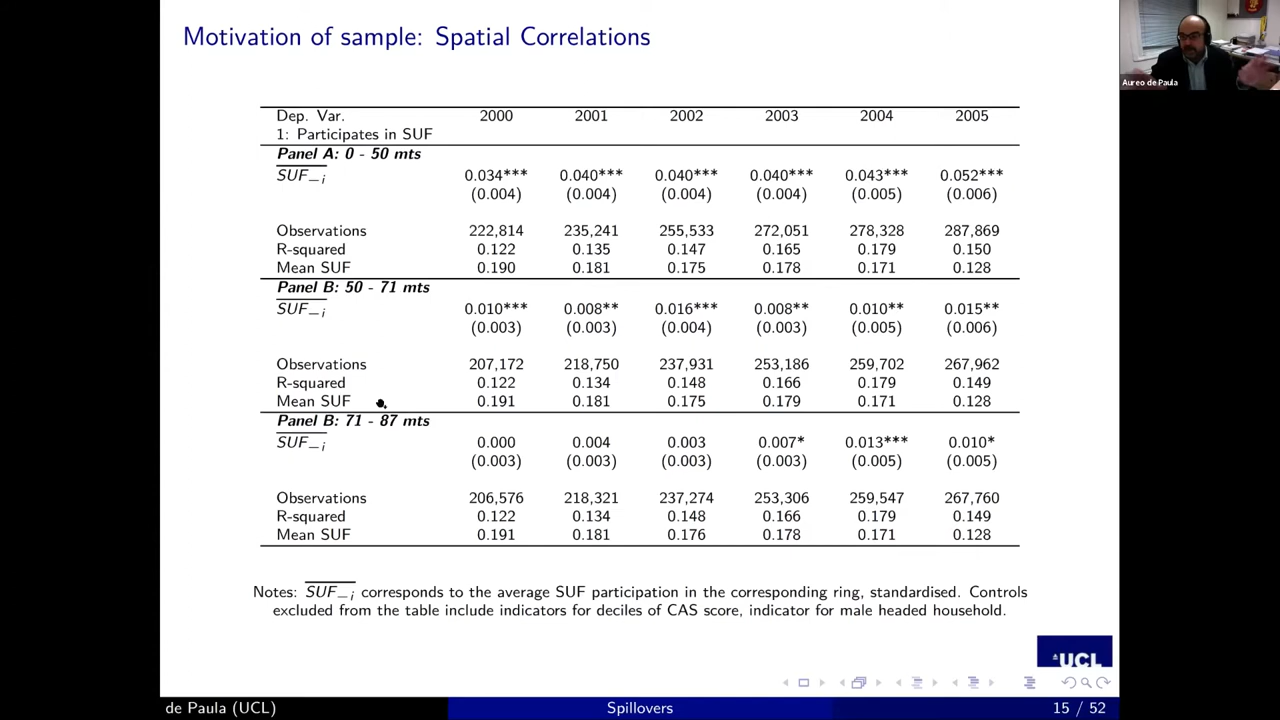 Motivation of sample: Spatial Correlations
Aureo de Paula
Dep. Var. 2000 2001 2002 2003 2004 2005
1: Participates in SUF
Panel A: 0 - 50 mts
SUF−i 0.034*** 0.040*** 0.040*** 0.040*** 0.043*** 0.052***
(0.004) (0.004) (0.004) (0.004) (0.005) (0.006)
Observations 222,814 235,241 255,533 272,051 278,328 287,869
R-squared 0.122 0.135 0.147 0.165 0.179 0.150
Mean SUF 0.190 0.181 0.175 0.178 0.171 0.128
Panel B: 50 - 71 mts
SUF−i 0.010*** 0.008** 0.016*** 0.008** 0.010** 0.015**
(0.003) (0.003) (0.004) (0.003) (0.005) (0.006)
Observations 207,172 218,750 237,931 253,186 259,702 267,962
R-squared 0.122 0.134 0.148 0.166 0.179 0.149
Mean SUF 0.191 0.181 0.175 0.179 0.171 0.128
Panel B: 71 - 87 mts
SUF−i 0.000 0.004 0.003 0.007* 0.013*** 0.010*
(0.003) (0.003) (0.003) (0.003) (0.005) (0.005)
Observations 206,576 218,321 237,274 253,306 259,547 267,760
R-squared 0.122 0.134 0.148 0.166 0.179 0.149
Mean SUF 0.191 0.181 0.176 0.178 0.171 0.128
Notes: SUF−i corresponds to the average SUF participation in the corresponding ring, standardised. Controls
excluded from the table include indicators for deciles of CAS score, indicator for male headed household.
UCL
de Paula (UCL) Spillovers 15 / 52